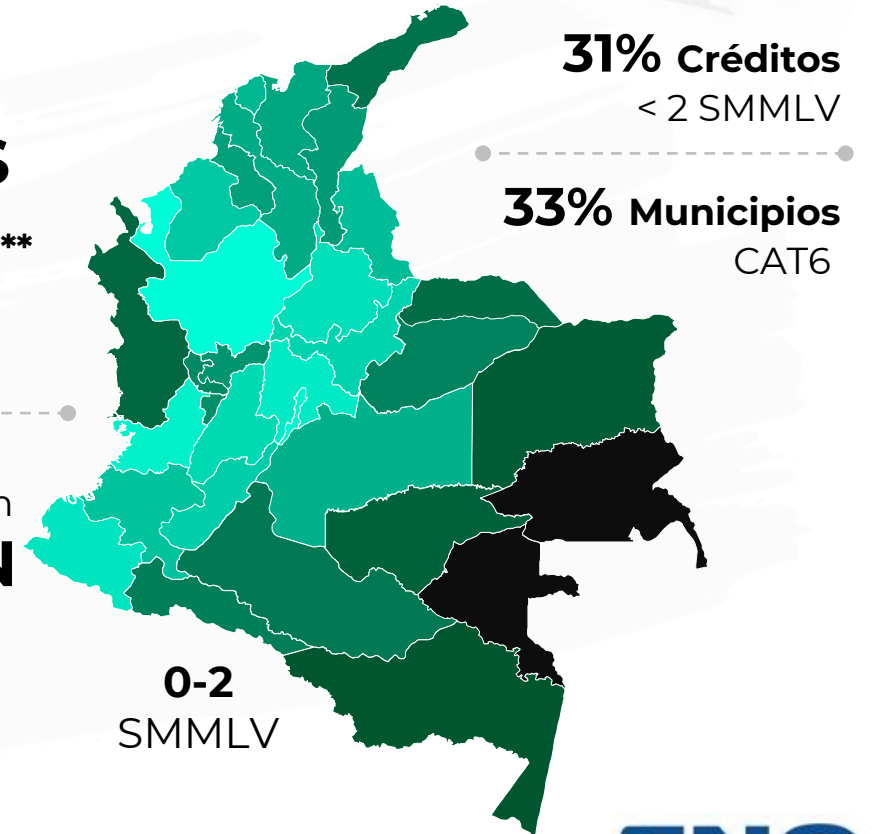 31% Créditos
< 2 SMMLV
33% Municipios
CAT6
**
0-2
SMMLV